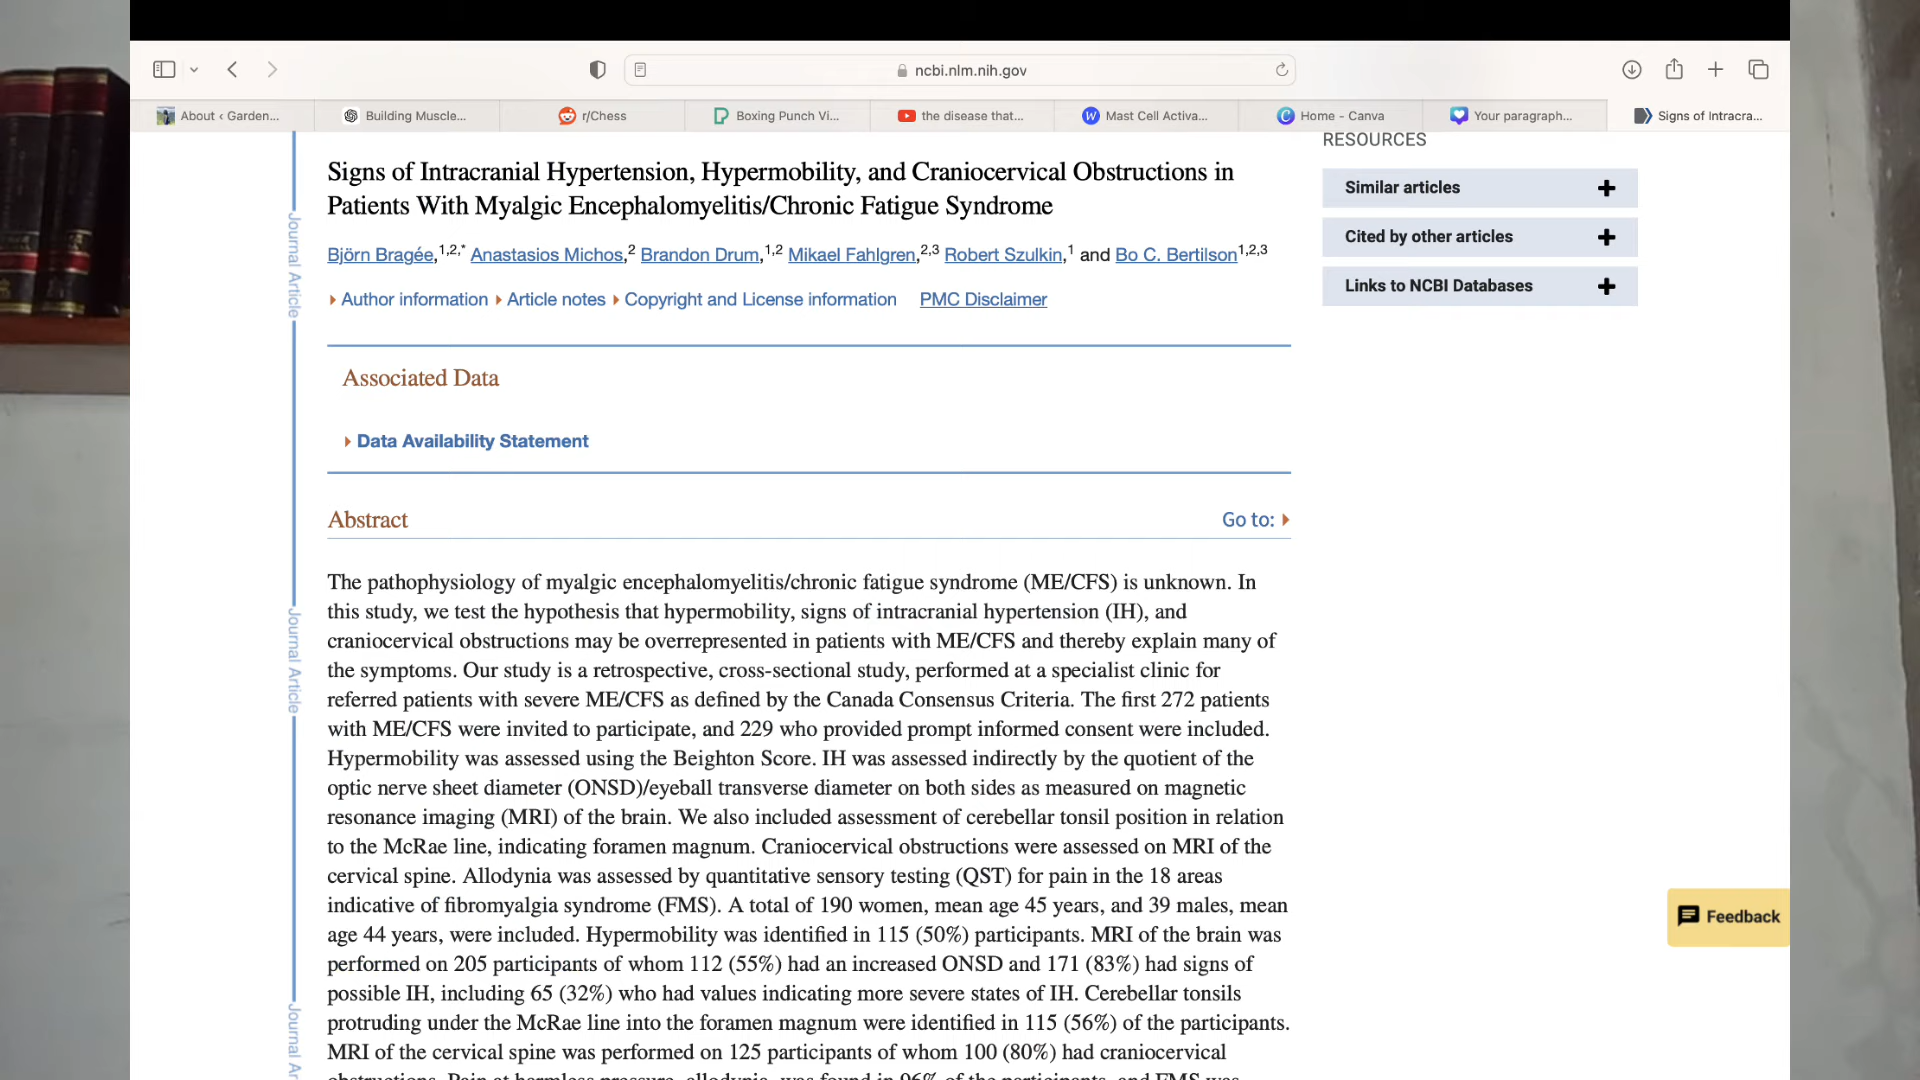 ncbi.nlm.nih.gov
About ‹ Garden...
Building Muscle...
r/Chess
Boxing Punch Vi...
the disease that...
Mast Cell Activa...
Home - Canva
Your paragraph...
Signs of Intracra...
RESOURCES
Similar articles
Cited by other articles
Links to NCBI Databases
Journal Article
Journal Article
Journal Ar
Signs of Intracranial Hypertension, Hypermobility, and Craniocervical Obstructions in
Patients With Myalgic Encephalomyelitis/Chronic Fatigue Syndrome
Björn Bragée,1,2,* Anastasios Michos,2 Brandon Drum,1,2 Mikael Fahlgren,2,3 Robert Szulkin,1 and Bo C. Bertilson1,2,3
Author information Article notes Copyright and License information PMC Disclaimer
Associated Data
Data Availability Statement
Abstract
Go to:
The pathophysiology of myalgic encephalomyelitis/chronic fatigue syndrome (ME/CFS) is unknown. In
this study, we test the hypothesis that hypermobility, signs of intracranial hypertension (IH), and
craniocervical obstructions may be overrepresented in patients with ME/CFS and thereby explain many of
the symptoms. Our study is a retrospective, cross-sectional study, performed at a specialist clinic for
referred patients with severe ME/CFS as defined by the Canada Consensus Criteria. The first 272 patients
with ME/CFS were invited to participate, and 229 who provided prompt informed consent were included.
Hypermobility was assessed using the Beighton Score. IH was assessed indirectly by the quotient of the
optic nerve sheet diameter (ONSD)/eyeball transverse diameter on both sides as measured on magnetic
resonance imaging (MRI) of the brain. We also included assessment of cerebellar tonsil position in relation
to the McRae line, indicating foramen magnum. Craniocervical obstructions were assessed on MRI of the
cervical spine. Allodynia was assessed by quantitative sensory testing (QST) for pain in the 18 areas
indicative of fibromyalgia syndrome (FMS). A total of 190 women, mean age 45 years, and 39 males, mean
age 44 years, were included. Hypermobility was identified in 115 (50%) participants. MRI of the brain was
performed on 205 participants of whom 112 (55%) had an increased ONSD and 171 (83%) had signs of
possible IH, including 65 (32%) who had values indicating more severe states of IH. Cerebellar tonsils
protruding under the McRae line into the foramen magnum were identified in 115 (56%) of the participants.
MRI of the cervical spine was performed on 125 participants of whom 100 (80%) had craniocervical
obstructions. Pain at harmless pressure, allodynia, was found in 96% of the participants, and FMS was
Feedback